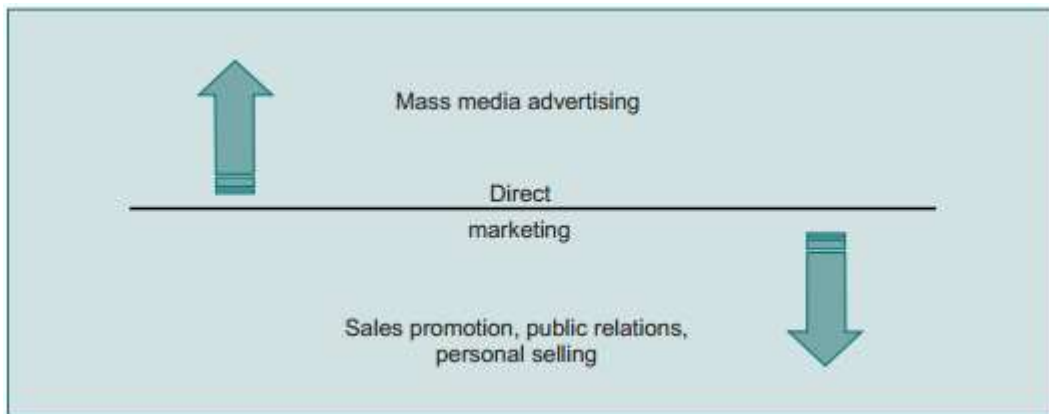 Mass media advertising
Direct
marketing
Sales promotion, public relations,
personal selling